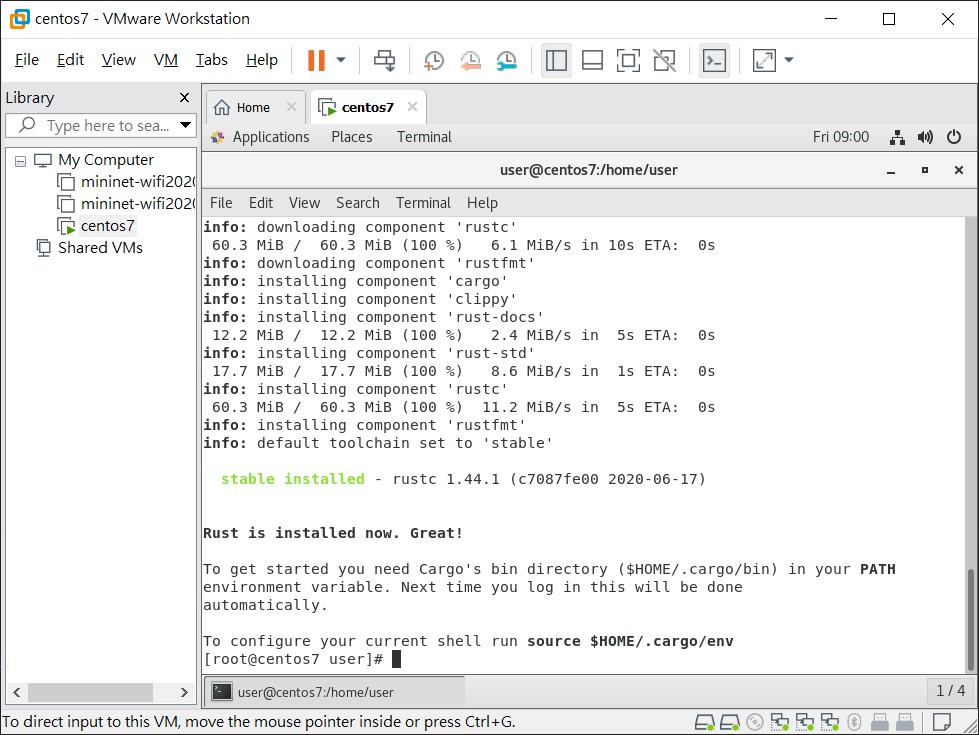 centos7 - VMware Workstation
File Edit View VM Tabs Help
Library
Type here to sea...
My Computer
mininet-wifi202
mininet-wifi202
centos7
Shared VMs
Home
centos7
Applications Places Terminal Fri 09:00
user@centos7:/home/user
File Edit View Search Terminal Help
info: downloading component 'rustc'
60.3 MiB / 60.3 MiB (100 %) 6.1 MiB/s in 10s ETA: 0s
info: downloading component 'rustfmt'
info: installing component 'cargo'
info: installing component 'clippy'
info: installing component 'rust-docs'
12.2 MiB / 12.2 MiB (100 %) 2.4 MiB/s in 5s ETA: 0s
info: installing component 'rust-std'
17.7 MiB / 17.7 MiB (100 %) 8.6 MiB/s in 1s ETA: 0s
info: installing component 'rustc'
60.3 MiB / 60.3 MiB (100 %) 11.2 MiB/s in 5s ETA: 0s
info: installing component 'rustfmt'
info: default toolchain set to 'stable'
stable installed - rustc 1.44.1 (c7087fe00 2020-06-17)
Rust is installed now. Great!
To get started you need Cargo's bin directory ($HOME/.cargo/bin) in your PATH
environment variable. Next time you log in this will be done
automatically.
To configure your current shell run source $HOME/.cargo/env
[root@centos7 user]#
user@centos7:/home/user
1 / 4
To direct input to this VM, move the mouse pointer inside or press Ctrl+G.